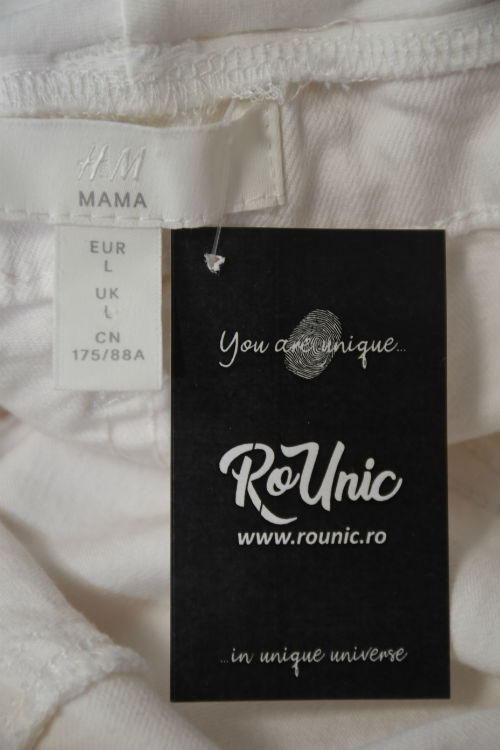 H&M
MAMA
EUR
L
UK
L
CN
175/88A
You are unique...
RoUnic
www.rounic.ro
...in unique universe